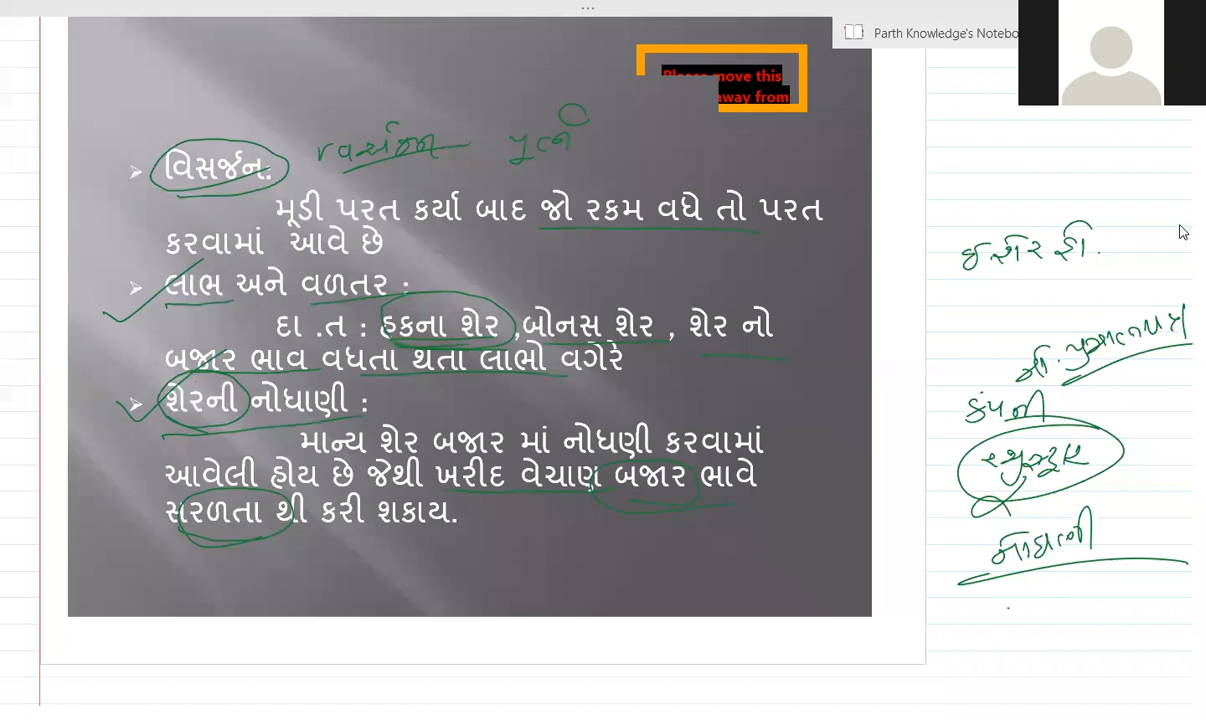 Parth Knowledge's Notebo
Please move this
away from
વિસર્જન:
મૂડી પરત કર્યા બાદ જો રકમ વધે તો પરત
કરવામાં આવે છે
લાભ અને વળતર :
દા .ત : હકના શેર ,બોનસ શેર , શેર નો
બજાર ભાવ વધતા થતા લાભો વગેરે
શેરની નોધાણી :
માન્ય શેર બજાર માં નોધણી કરવામાં
આવેલી હોય છે જેથી ખરીદ વેચાણ બજાર ભાવે
સરળતા થી કરી શકાય.
કંપની